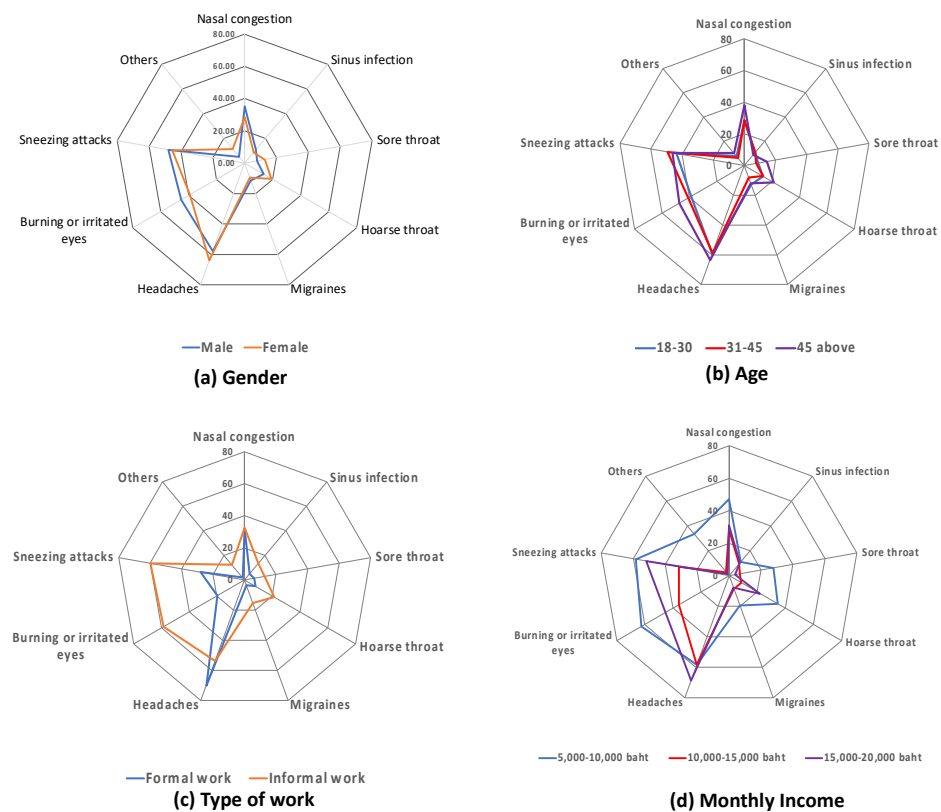 Nasal congestion
80.00
Others
Sinus infection
60.00
40.00
Sneezing attacks
Sore throat
20.00
0.00
Burning or irritated
eyes
Hoarse throat
Headaches
Migraines
Male
Female
(a) Gender
Nasal congestion
80
Others
Sinus infection
60
40
Sneezing attacks
Sore throat
20
0
Burning or irritated
eyes
Hoarse throat
Headaches
Migraines
18-30
31-45
45 above
(b) Age
Nasal congestion
80
Others
Sinus infection
60
40
Sneezing attacks
Sore throat
20
0
Burning or irritated
eyes
Hoarse throat
Headaches
Migraines
Formal work
Informal work
(c) Type of work
Nasal congestion
80
Others
Sinus infection
60
40
Sneezing attacks
Sore throat
20
0
Burning or irritated
eyes
Hoarse throat
Headaches
Migraines
5,000-10,000 baht
10,000-15,000 baht
15,000-20,000 baht
(d) Monthly Income